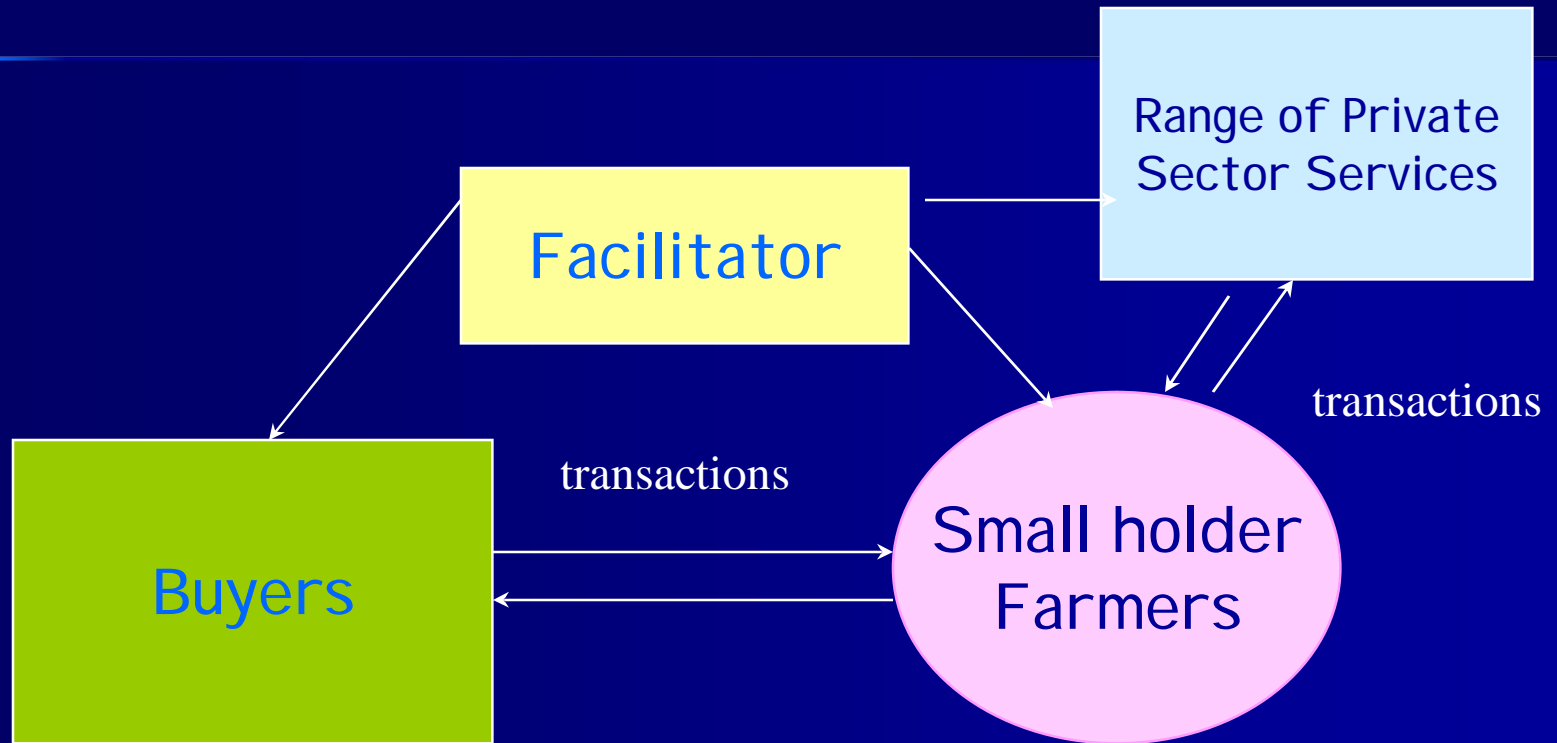 Range of Private
Sector Services
Facilitator
transactions
transactions
Small holder
Farmers
Buyers